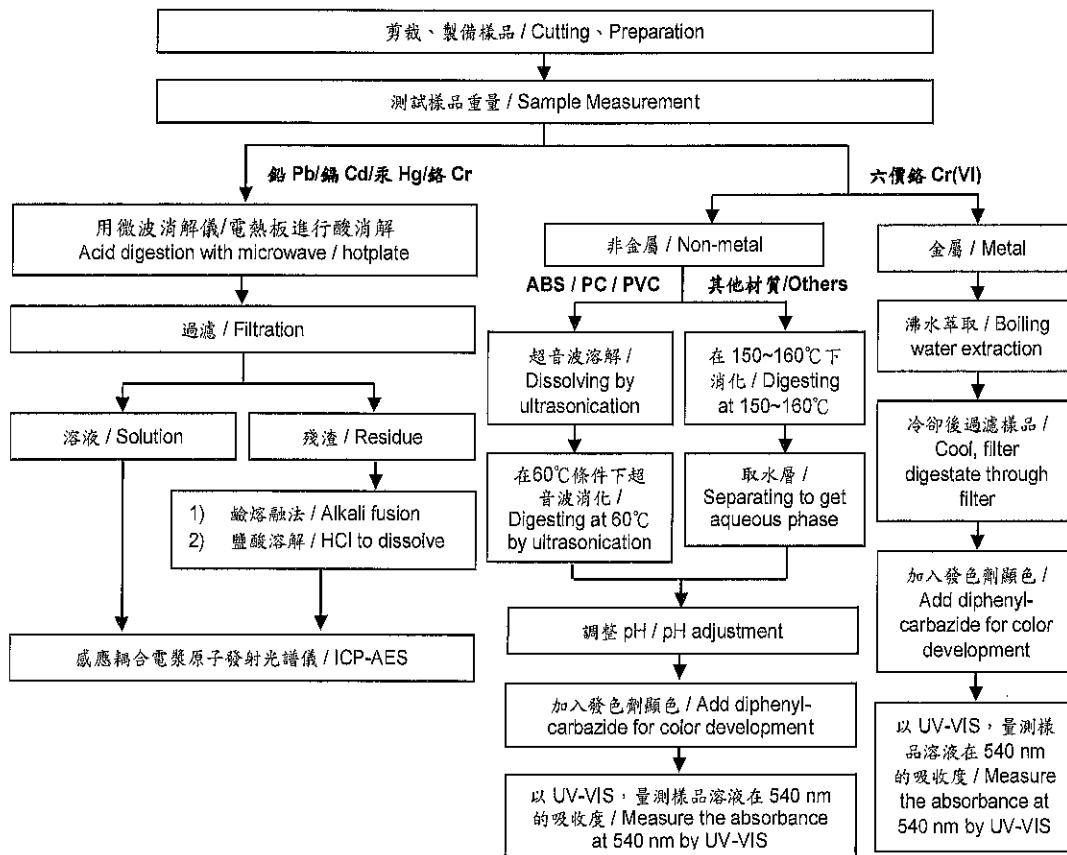 剪裁、製備樣品 / Cutting、Preparation
測試樣品重量 / Sample Measurement
鉛 Pb/鎘 Cd/汞 Hg/鉻 Cr
六價鉻 Cr(VI)
用微波消解儀/電熱板進行酸消解
Acid digestion with microwave / hotplate
過濾 / Filtration
溶液 / Solution
殘渣 / Residue
1) 鹼熔融法 / Alkali fusion
2) 鹽酸溶解 / HCl to dissolve
感應耦合電漿原子發射光譜儀 / ICP-AES
非金屬 / Non-metal
ABS / PC / PVC
其他材質/Others
超音波溶解 /
Dissolving by
ultrasonication
在60℃條件下超
音波消化 /
Digesting at 60℃
by ultrasonication
在 150~160℃下
消化 / Digesting
at 150~160℃
取水層 /
Separating to get
aqueous phase
調整 pH / pH adjustment
加入發色劑顯色 / Add diphenyl-
carbazide for color development
以 UV-VIS，量測樣品溶液在 540 nm
的吸收度 / Measure the absorbance
at 540 nm by UV-VIS
金屬 / Metal
沸水萃取 / Boiling
water extraction
冷卻後過濾樣品 /
Cool, filter
digestate through
filter
加入發色劑顯色 /
Add diphenyl-
carbazide for color
development
以 UV-VIS，量測樣
品溶液在 540 nm
的吸收度 / Measure
the absorbance at
540 nm by UV-VIS